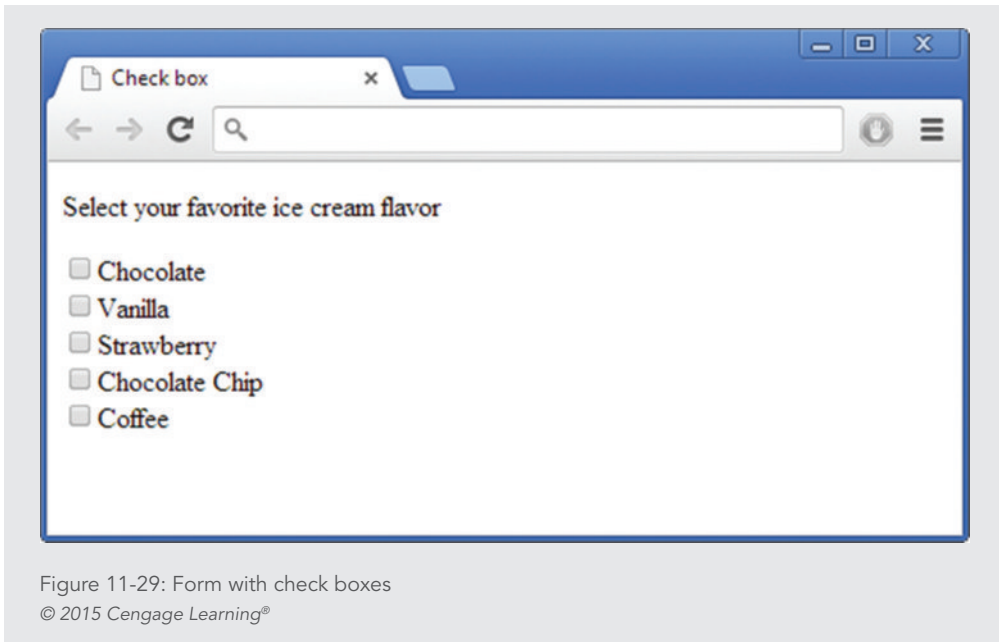 Check box
Select your favorite ice cream flavor
Chocolate
Vanilla
Strawberry
Chocolate Chip
Coffee
Figure 11-29: Form with check boxes
© 2015 Cengage Learning®